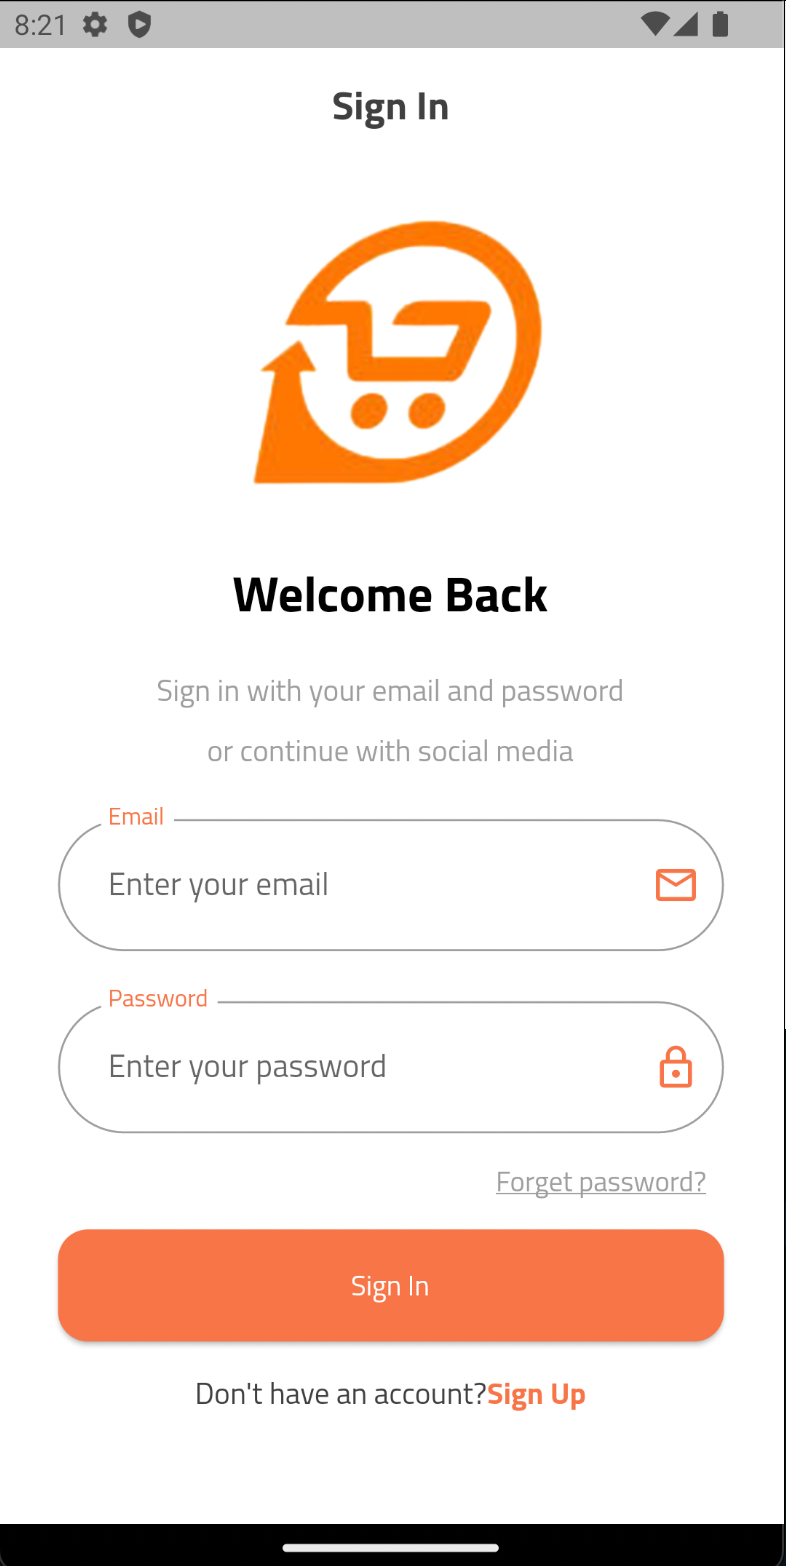 8:21
Sign In
Welcome Back
Sign in with your email and password
or continue with social media
Email
Enter your email
Password
Enter your password
Forget password?
Sign In
Don't have an account?Sign Up